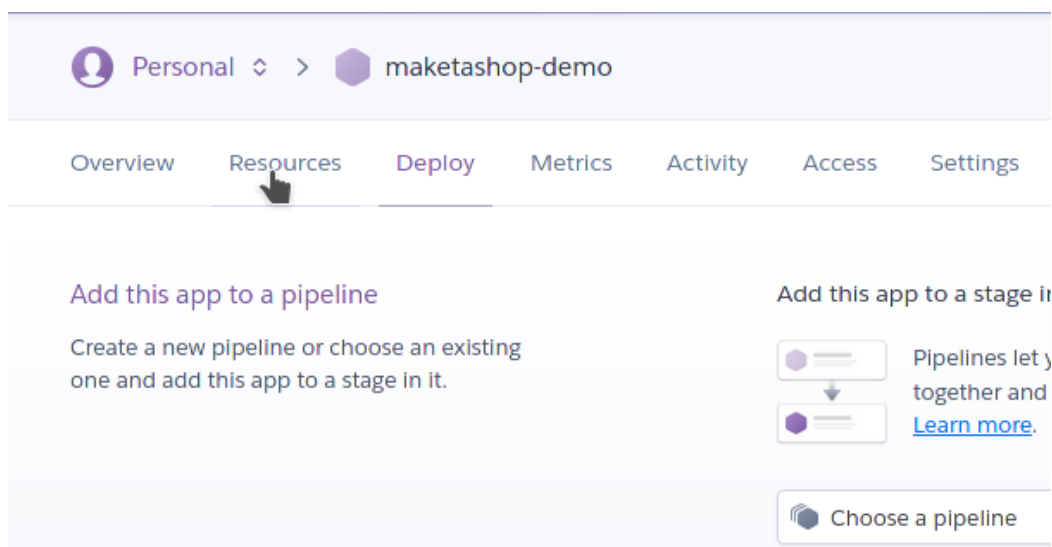 Personal > maketashop-demo
Overview Resources Deploy Metrics Activity Access Settings
Add this app to a pipeline
Create a new pipeline or choose an existing
one and add this app to a stage in it.
Add this app to a stage
Pipelines let
together and
Learn more.
Choose a pipeline